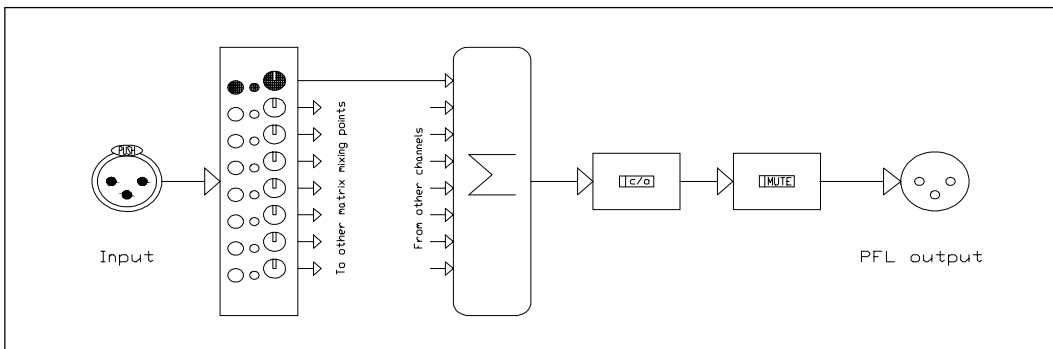 PUSH
Input
To other matrix mixing points
From other channels
Σ
c/o
MUTE
PFL output